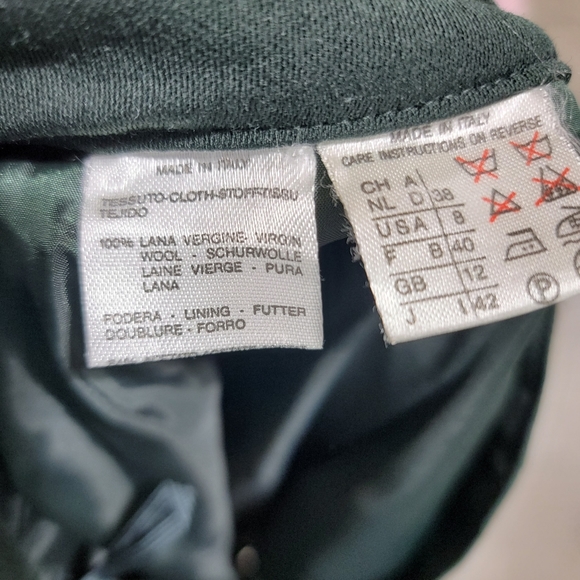 MADE IN ITALY
TESSUTO-CLOTH-STOFF-TISSU
TEJIDO
100% LANA VERGINE- VIRGIN
WOOL - SCHURWOLLE
LAINE VIERGE - PURA
LANA
FODERA - LINING - FUTTER
DOUBLURE - FORRO
MADE IN ITALY
CARE INSTRUCTIONS ON REVERSE
CH A
NL D 38
USA 8
F B 40
GB 12
J I 42
P